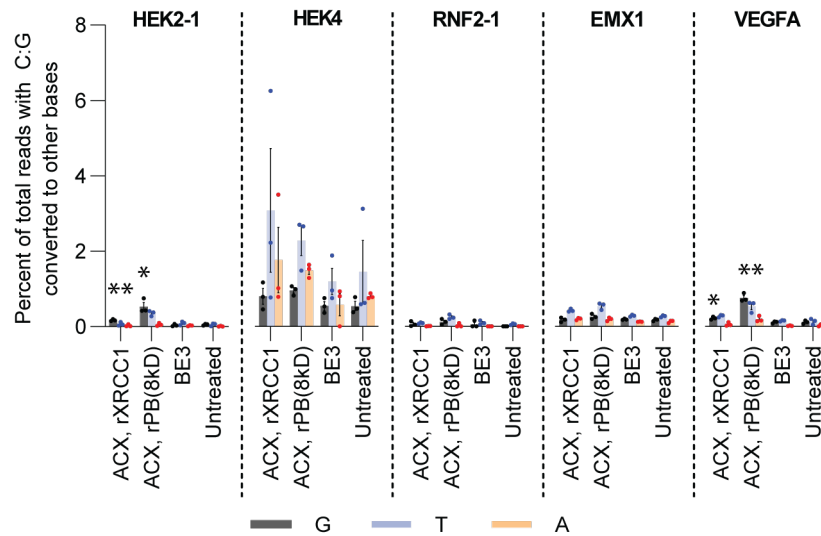 HEK2-1 HEK4 RNF2-1 EMX1 VEGFA
Percent of total reads with C:G
converted to other bases
8
6
4
2
0
** * * **
ACX, rXRCC1 ACX, rPB(8kD) BE3 Untreated ACX, rXRCC1 ACX, rPB(8kD) BE3 Untreated ACX, rXRCC1 ACX, rPB(8kD) BE3 Untreated ACX, rXRCC1 ACX, rPB(8kD) BE3 Untreated ACX, rXRCC1 ACX, rPB(8kD) BE3 Untreated
G T A